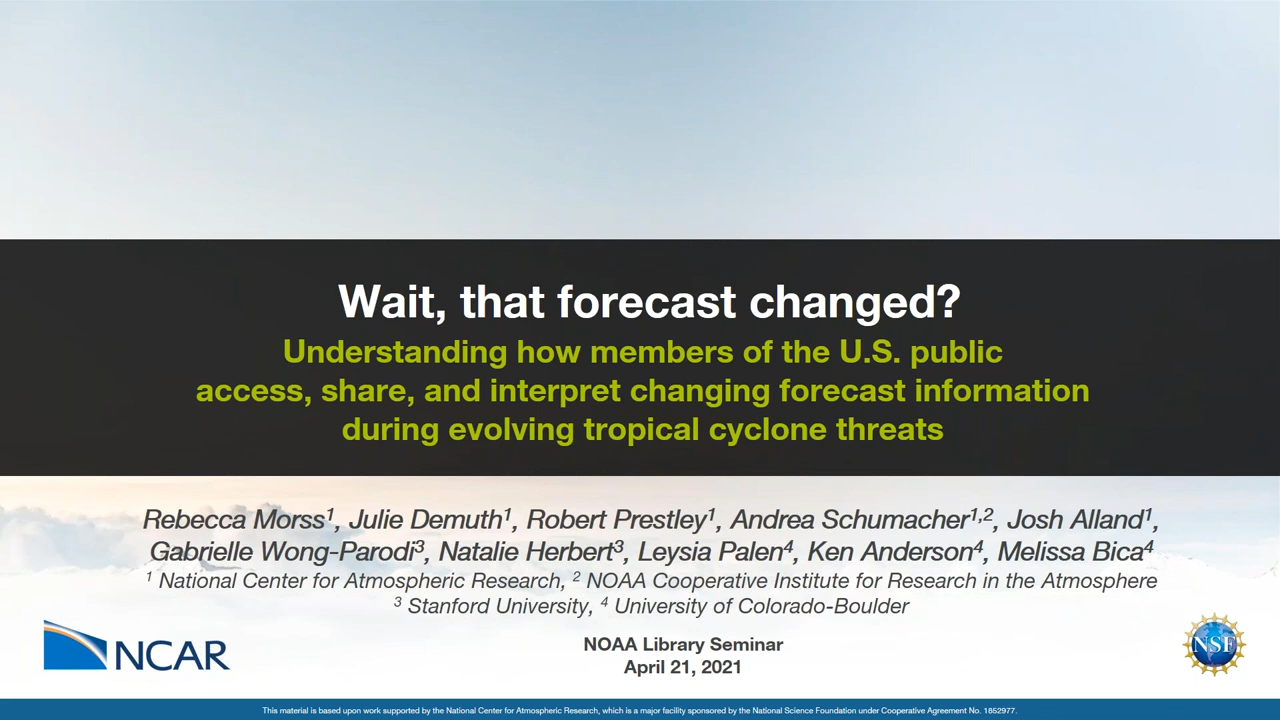 Wait, that forecast changed?
Understanding how members of the U.S. public
access, share, and interpret changing forecast information
during evolving tropical cyclone threats
Rebecca Morss¹, Julie Demuth¹, Robert Prestley¹, Andrea Schumacher¹,², Josh Alland¹,
Gabrielle Wong-Parodi³, Natalie Herbert³, Leysia Palen⁴, Ken Anderson⁴, Melissa Bica⁴
¹ National Center for Atmospheric Research, ² NOAA Cooperative Institute for Research in the Atmosphere
³ Stanford University, ⁴ University of Colorado-Boulder
NOAA Library Seminar
April 21, 2021
NCAR
NSF
This material is based upon work supported by the National Center for Atmospheric Research, which is a major facility sponsored by the National Science Foundation under Cooperative Agreement No. 1852977.